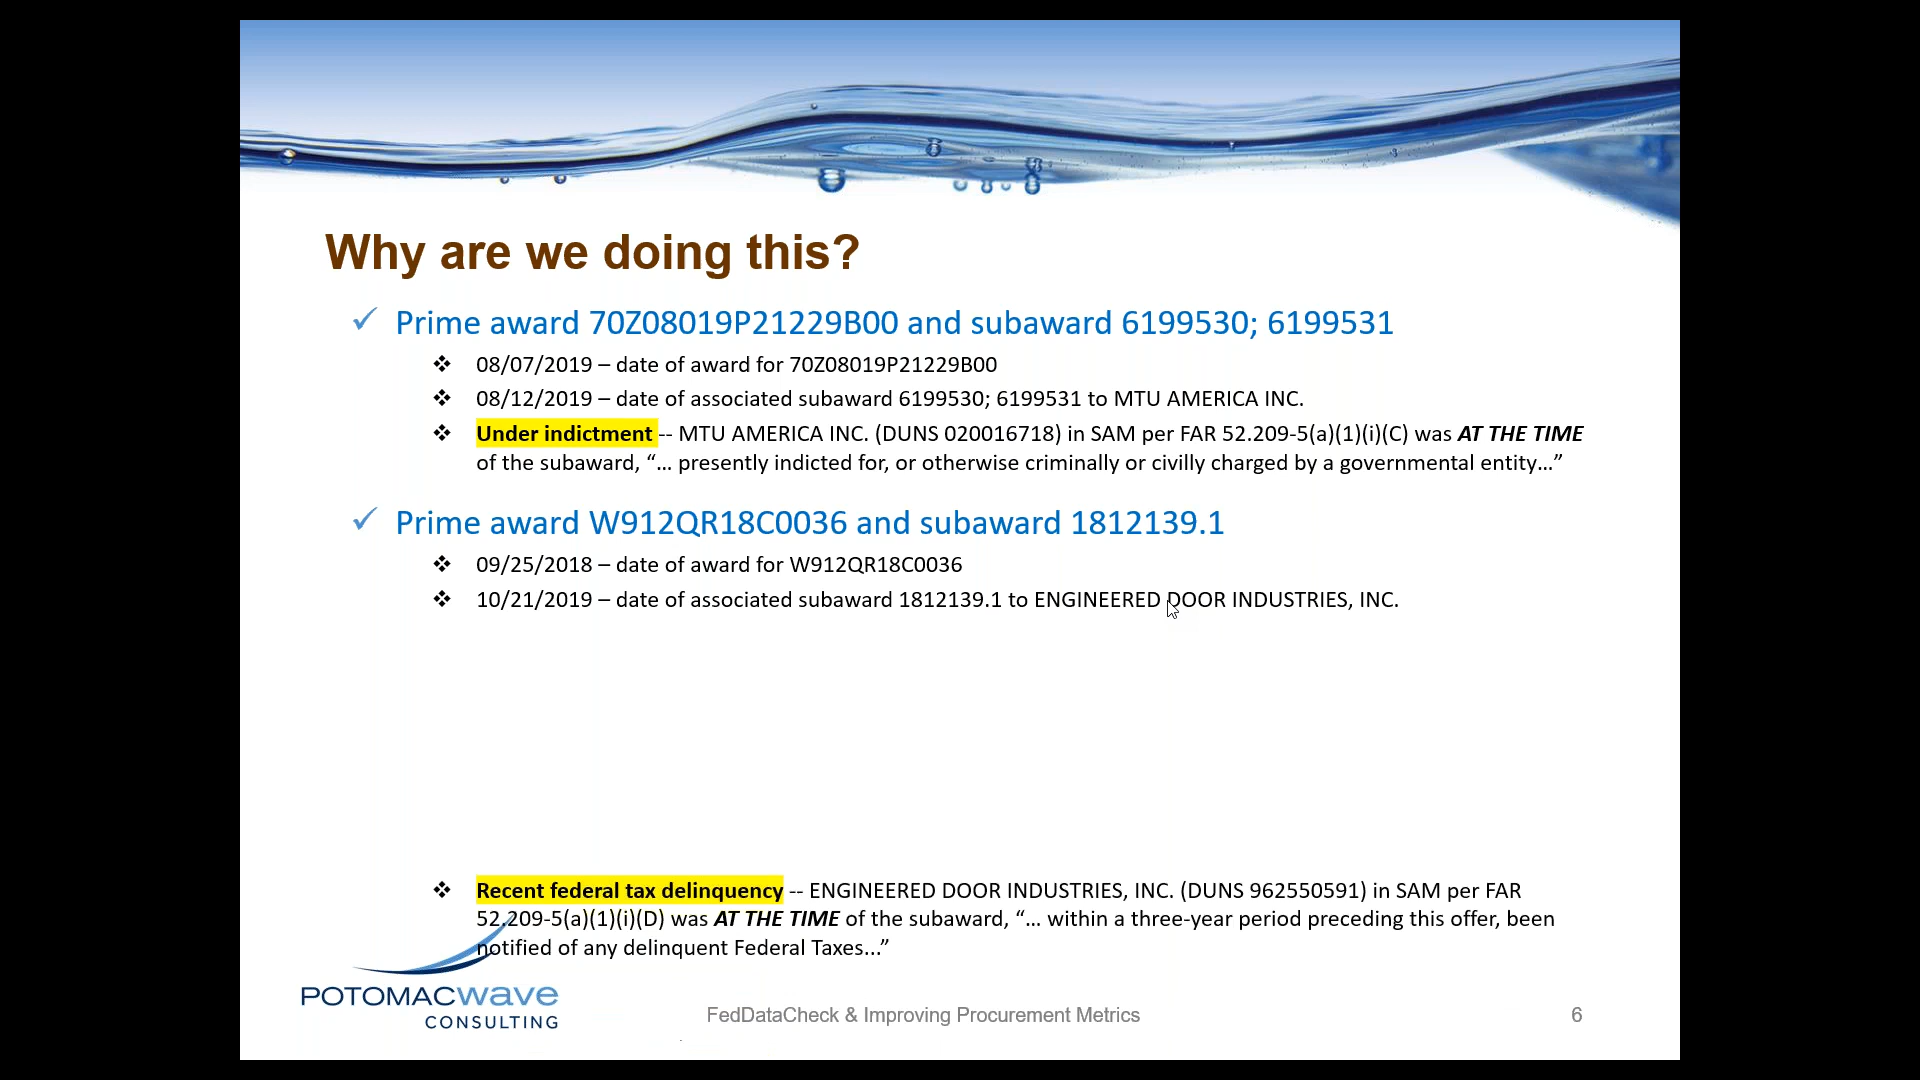 Why are we doing this?
Prime award 70Z08019P21229B00 and subaward 6199530; 6199531
08/07/2019 – date of award for 70Z08019P21229B00
08/12/2019 – date of associated subaward 6199530; 6199531 to MTU AMERICA INC.
Under indictment -- MTU AMERICA INC. (DUNS 020016718) in SAM per FAR 52.209-5(a)(1)(i)(C) was AT THE TIME
of the subaward, “... presently indicted for, or otherwise criminally or civilly charged by a governmental entity...”
Prime award W912QR18C0036 and subaward 1812139.1
09/25/2018 – date of award for W912QR18C0036
10/21/2019 – date of associated subaward 1812139.1 to ENGINEERED DOOR INDUSTRIES, INC.
Recent federal tax delinquency -- ENGINEERED DOOR INDUSTRIES, INC. (DUNS 962550591) in SAM per FAR
52.209-5(a)(1)(i)(D) was AT THE TIME of the subaward, “... within a three-year period preceding this offer, been
notified of any delinquent Federal Taxes...”
POTOMACwave
CONSULTING
FedDataCheck & Improving Procurement Metrics
6